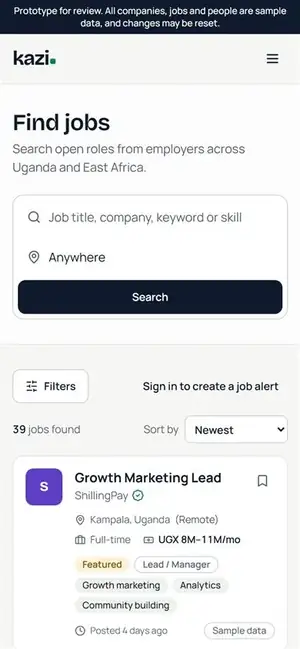 Prototype for review. All companies, jobs and people are sample
data, and changes may be reset.
kazi.
Find jobs
Search open roles from employers across
Uganda and East Africa.
Job title, company, keyword or skill
Anywhere
Search
Filters
Sign in to create a job alert
39 jobs found
Sort by
Newest
S
Growth Marketing Lead
ShillingPay
Kampala, Uganda (Remote)
Full-time
UGX 8M–11M/mo
Featured
Lead / Manager
Growth marketing
Analytics
Community building
Posted 4 days ago
Sample data